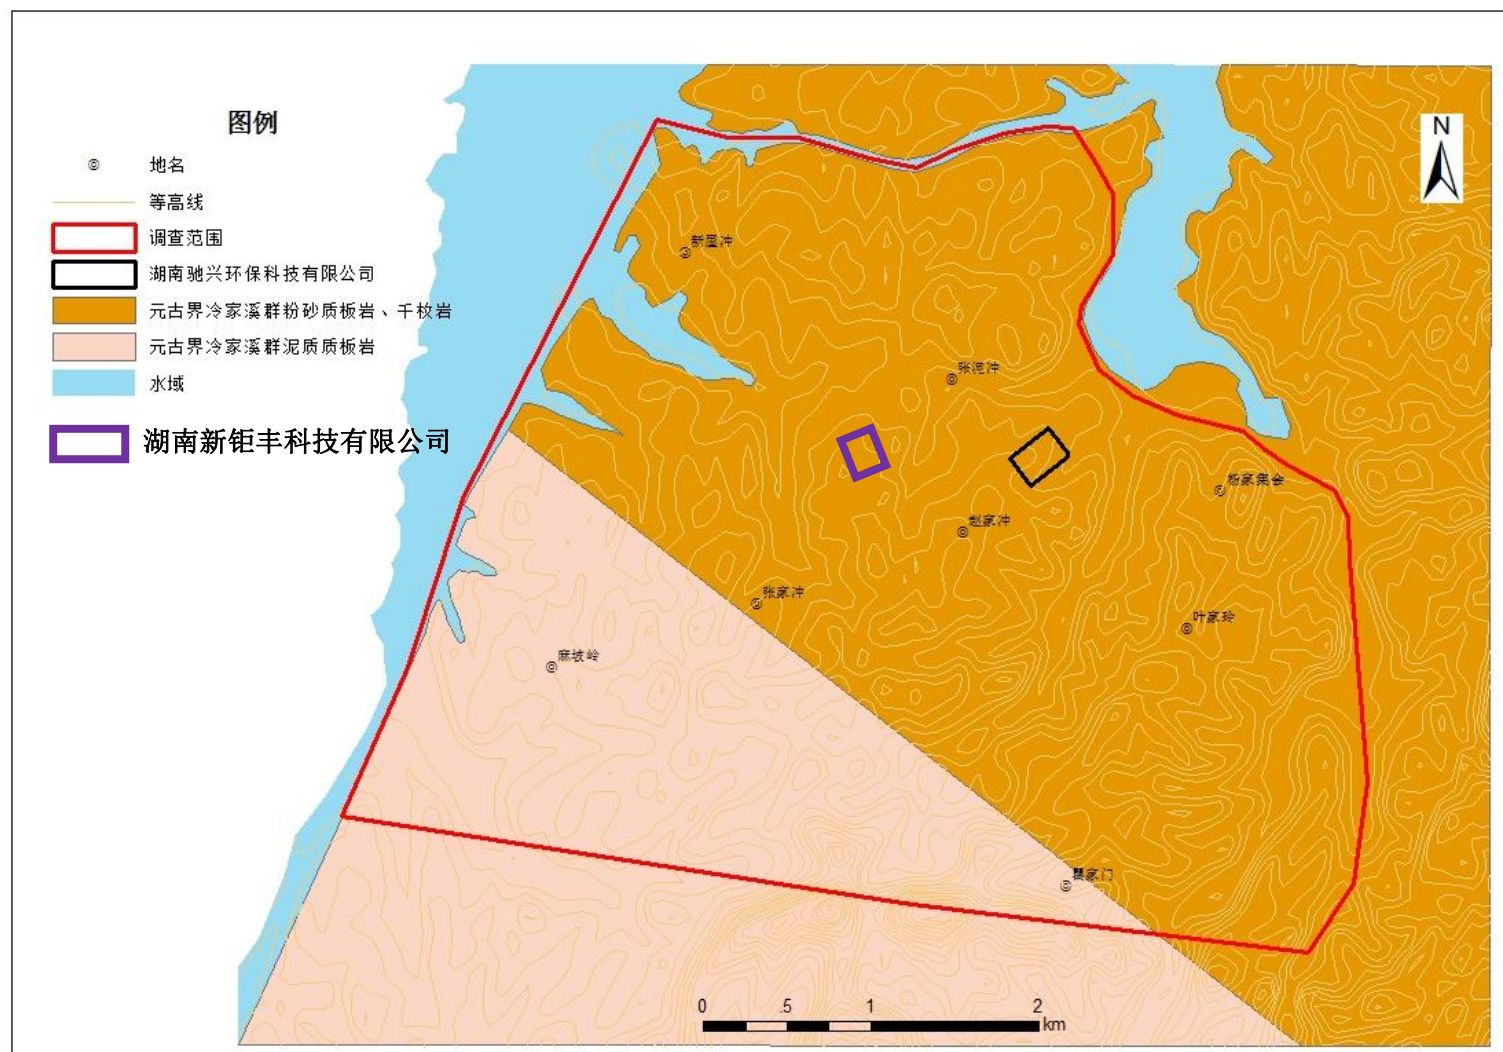 图例
地名
等高线
调查范围
湖南驰兴环保科技有限公司
元古界冷家溪群粉砂质板岩、千枚岩
元古界冷家溪群泥质质板岩
水域
湖南新钜丰科技有限公司
N
新屋冲
张泥冲
杨家集会
赵家冲
张家冲
叶家玲
麻坡岭
0 .5 1 2
km